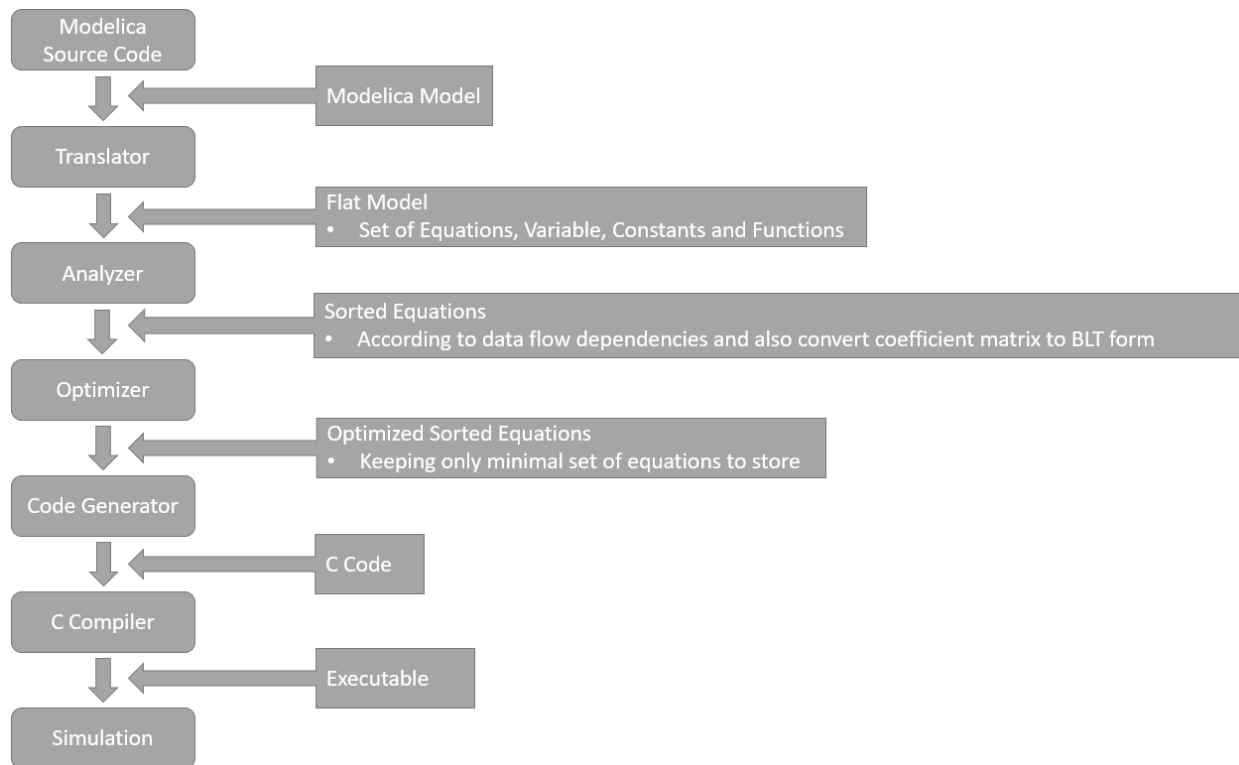 Modelica
Source Code
Modelica Model
Translator
Flat Model
• Set of Equations, Variable, Constants and Functions
Analyzer
Sorted Equations
• According to data flow dependencies and also convert coefficient matrix to BLT form
Optimizer
Optimized Sorted Equations
• Keeping only minimal set of equations to store
Code Generator
C Code
C Compiler
Executable
Simulation